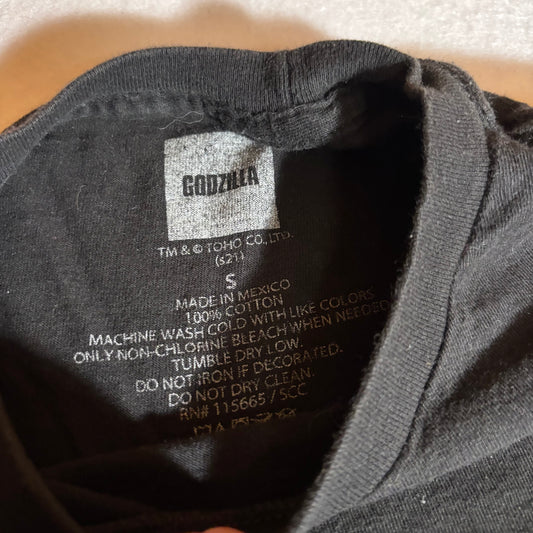 GODZILLA
TM & © TOHO CO., LTD.
(s21)
S
MADE IN MEXICO
100% COTTON
MACHINE WASH COLD WITH LIKE COLORS
ONLY NON-CHLORINE BLEACH WHEN NEEDED
TUMBLE DRY LOW.
DO NOT IRON IF DECORATED.
DO NOT DRY CLEAN.
RN# 115665 / SCC